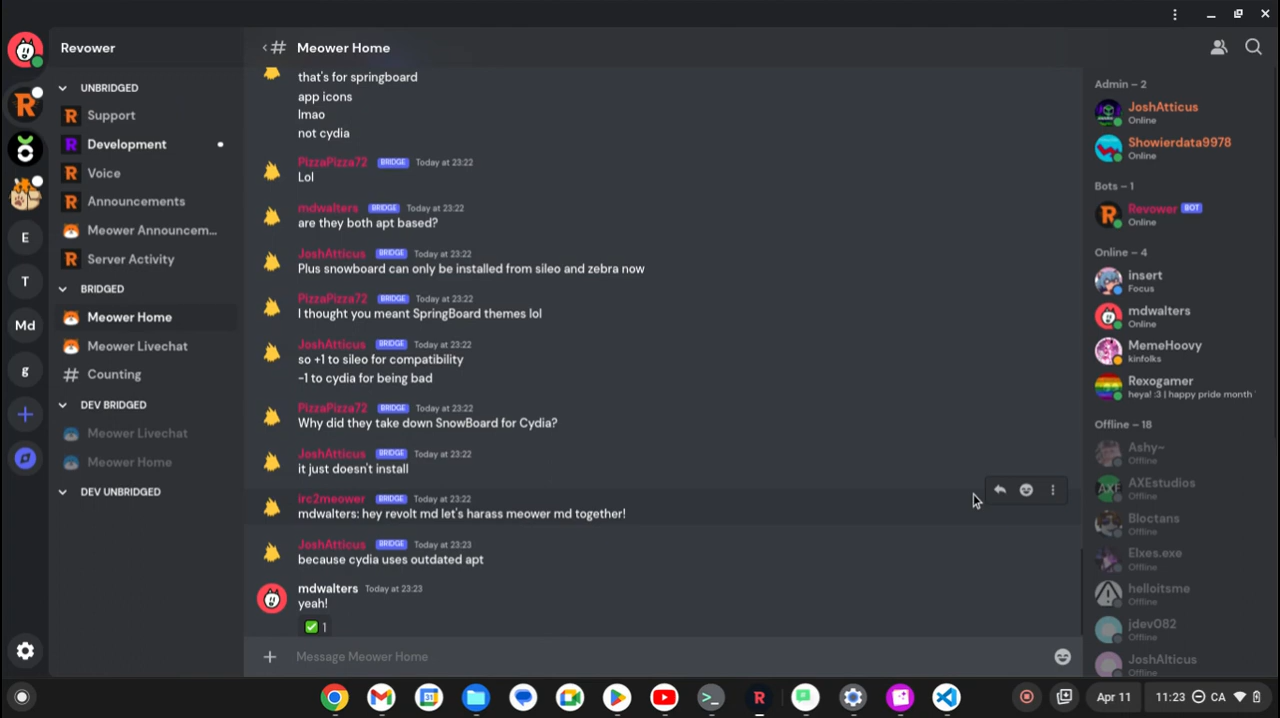 Revower
UNBRIDGED
Support
Development
Voice
Announcements
Meower Announcem...
Server Activity
BRIDGED
Meower Home
Meower Livechat
Counting
DEV BRIDGED
Meower Livechat
Meower Home
DEV UNBRIDGED
E
T
Md
g
# Meower Home
that's for springboard
app icons
lmao
not cydia
PizzaPizza72 BRIDGE Today at 23:22
Lol
mdwalters BRIDGE Today at 23:22
are they both apt based?
JoshAtticus BRIDGE Today at 23:22
Plus snowboard can only be installed from sileo and zebra now
PizzaPizza72 BRIDGE Today at 23:22
I thought you meant SpringBoard themes lol
JoshAtticus BRIDGE Today at 23:22
so +1 to sileo for compatibility
-1 to cydia for being bad
PizzaPizza72 BRIDGE Today at 23:22
Why did they take down SnowBoard for Cydia?
JoshAtticus BRIDGE Today at 23:22
it just doesn't install
irc2meower BRIDGE Today at 23:22
mdwalters: hey revolt md let's harass meower md together!
JoshAtticus BRIDGE Today at 23:23
because cydia uses outdated apt
mdwalters Today at 23:23
yeah!
1
Message Meower Home
Admin – 2
JoshAtticus
Online
Showierdata9978
Online
Bots – 1
Revower BOT
Online
Online – 4
insert
Focus
mdwalters
Online
MemeHoovy
kinfolks
Rexogamer
heya! :3 | happy pride month
Offline – 18
Ashy~
Offline
AXEstudios
Offline
Bloctans
Offline
Elxes.exe
Offline
helloitsme
Offline
jdev082
Offline
JoshAlticus
Apr 11
11:23
CA